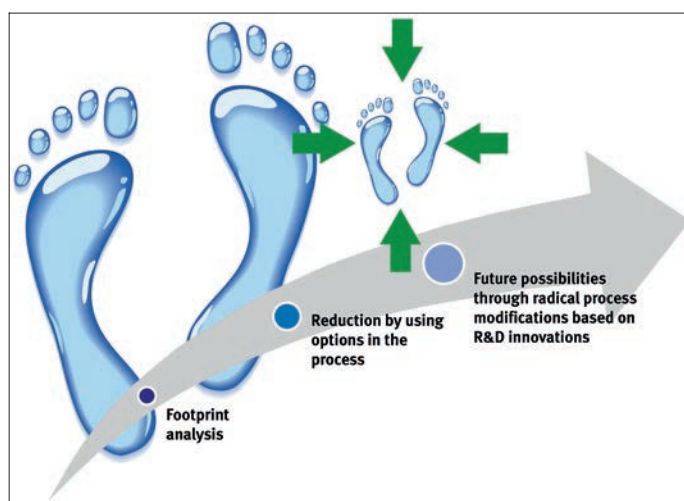 Footprint
analysis
Reduction by using
options in the
process
Future possibilities
through radical process
modifications based on
R&D innovations